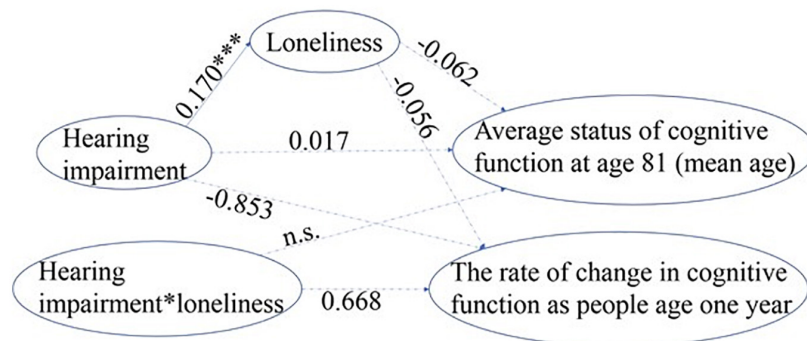 Loneliness
0.170***
-0.062
-0.056
Hearing
impairment
0.017
Average status of cognitive
function at age 81 (mean age)
-0.853
n.s.
Hearing
impairment*loneliness
0.668
The rate of change in cognitive
function as people age one year